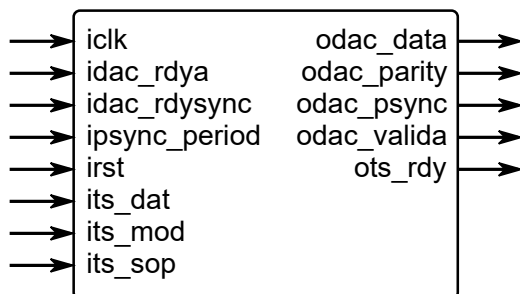 iclk odac_data
idac_rdya odac_parity
idac_rdysync odac_psync
ipsync_period odac_valida
irst ots_rdy
its_dat
its_mod
its_sop